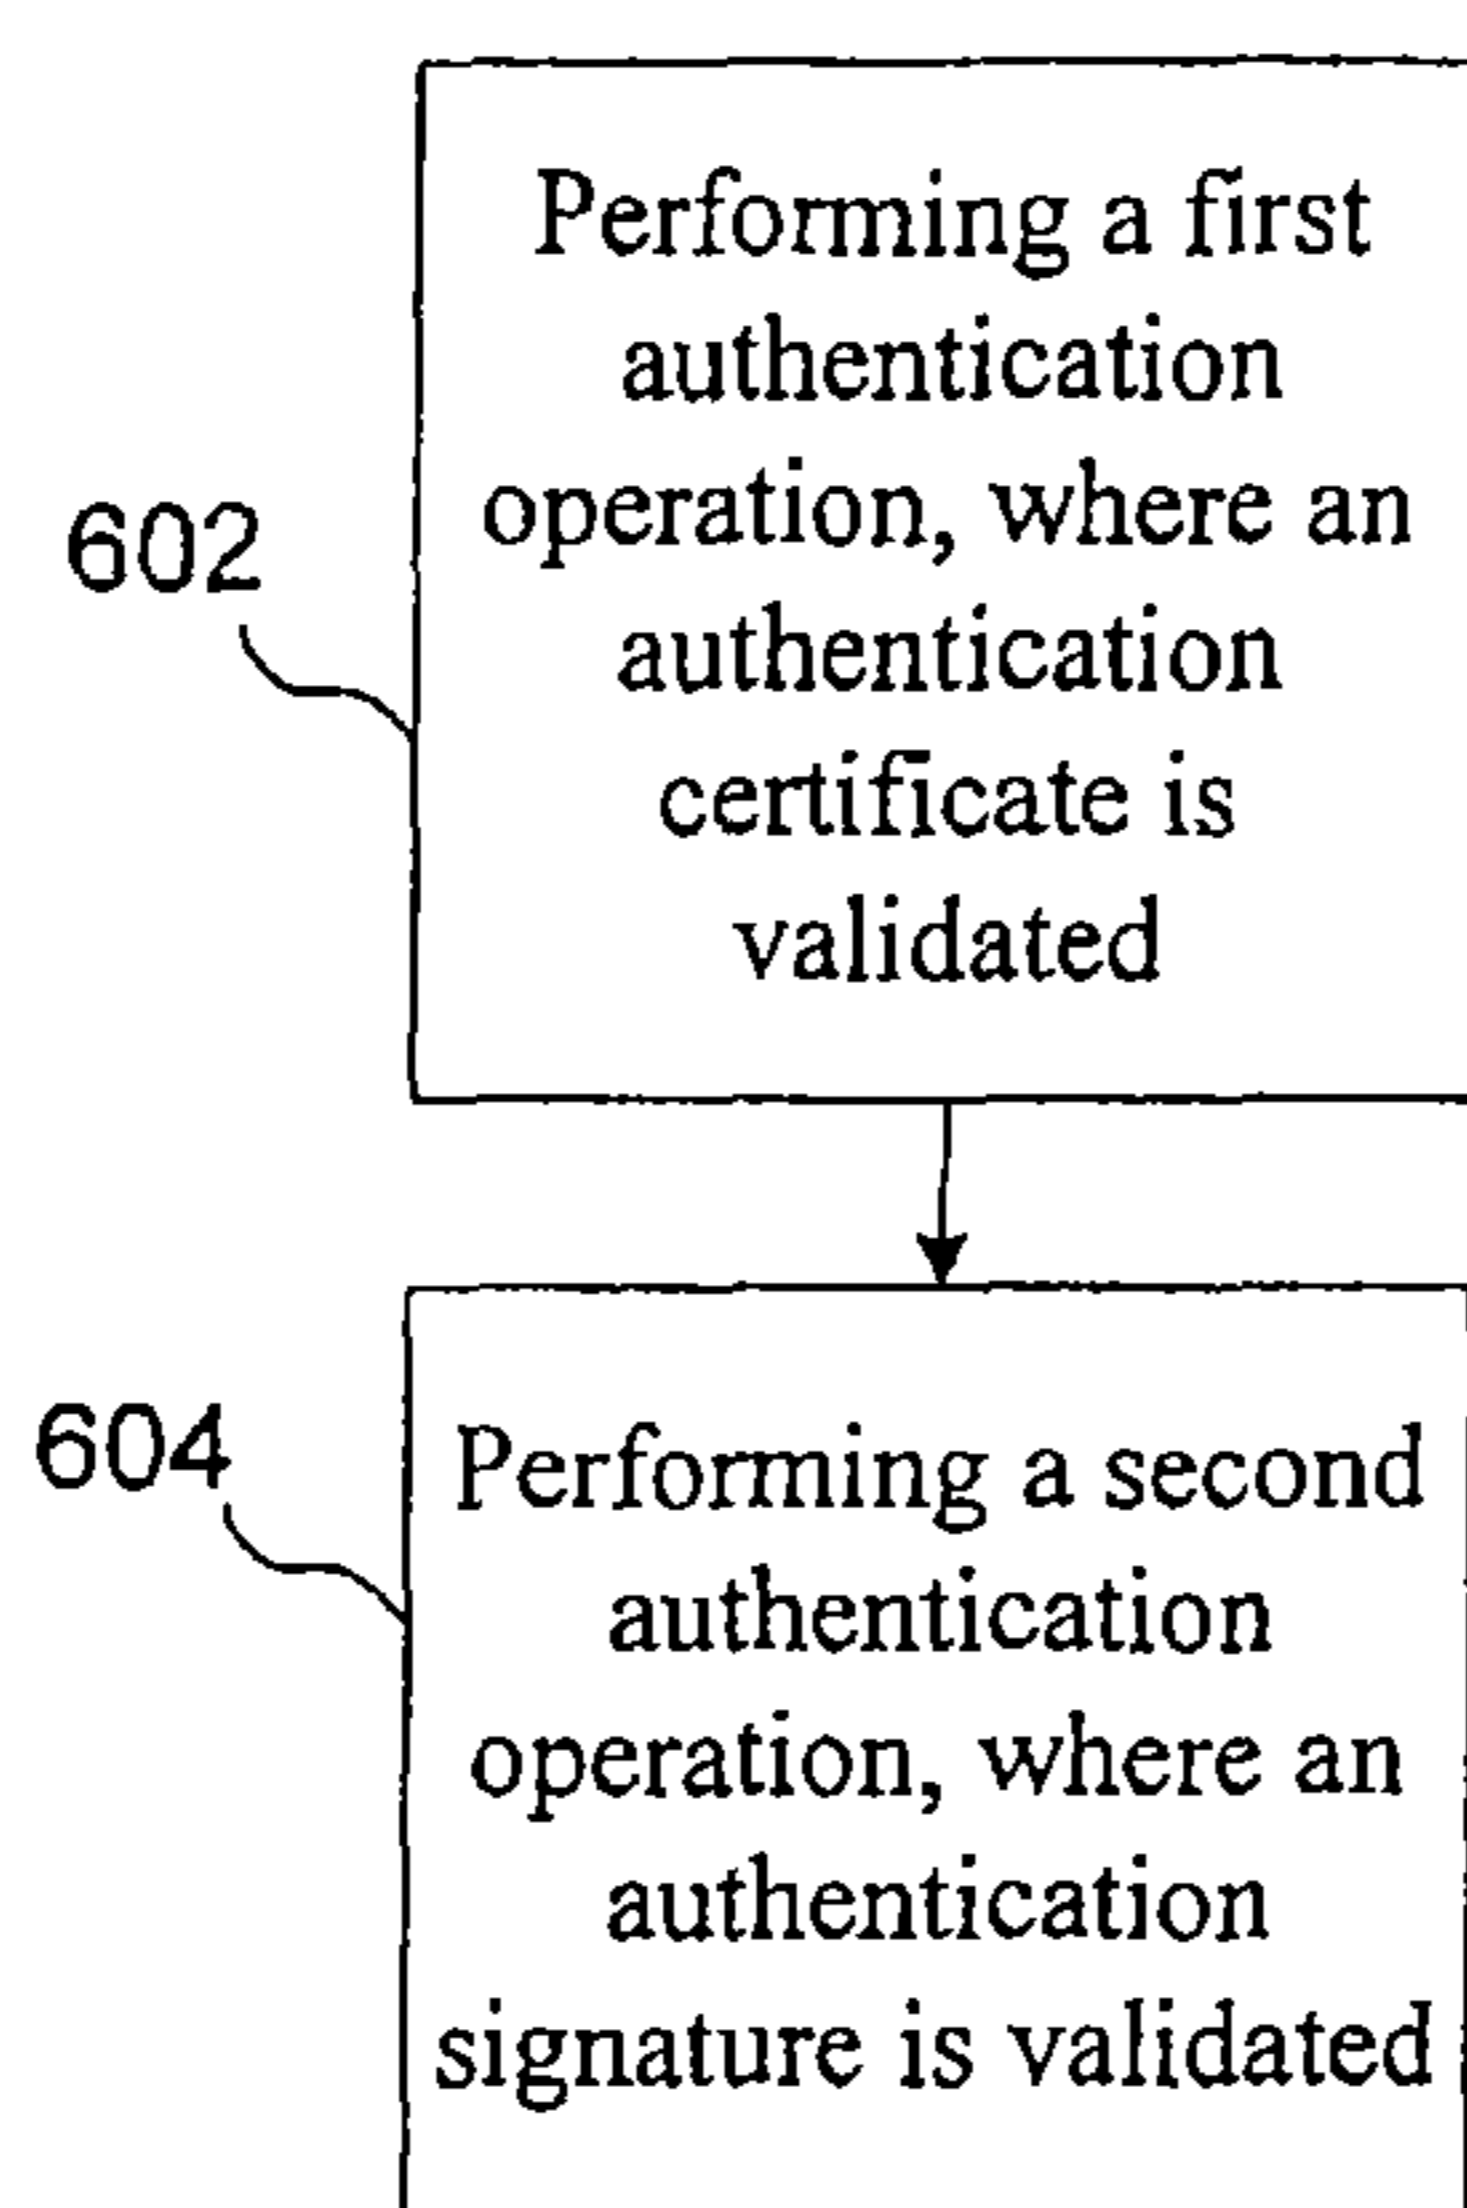 Performing a first
authentication
operation, where an
authentication
certificate is
validated
602
Performing a second
authentication
operation, where an
authentication
signature is validated
604